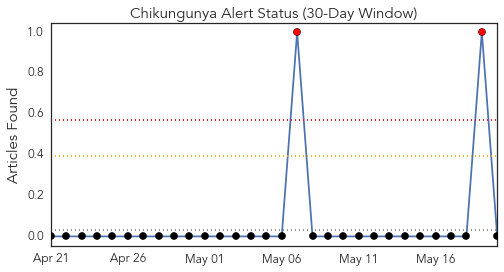 Chikungunya Alert Status (30-Day Window)
Articles Found
1.0
0.8
0.6
0.4
0.2
0.0
Apr 21
Apr 26
May 01
May 06
May 11
May 16